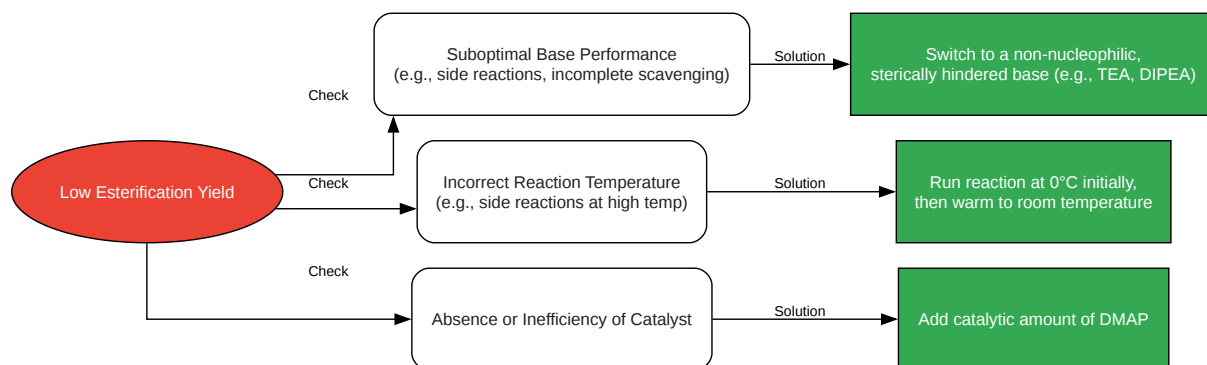 Suboptimal Base Performance
(e.g., side reactions, incomplete scavenging)
Solution
Switch to a non-nucleophilic,
sterically hindered base (e.g., TEA, DIPEA)
Check
Low Esterification Yield
Check
Incorrect Reaction Temperature
(e.g., side reactions at high temp)
Solution
Run reaction at 0°C initially,
then warm to room temperature
Check
Absence or Inefficiency of Catalyst
Solution
Add catalytic amount of DMAP